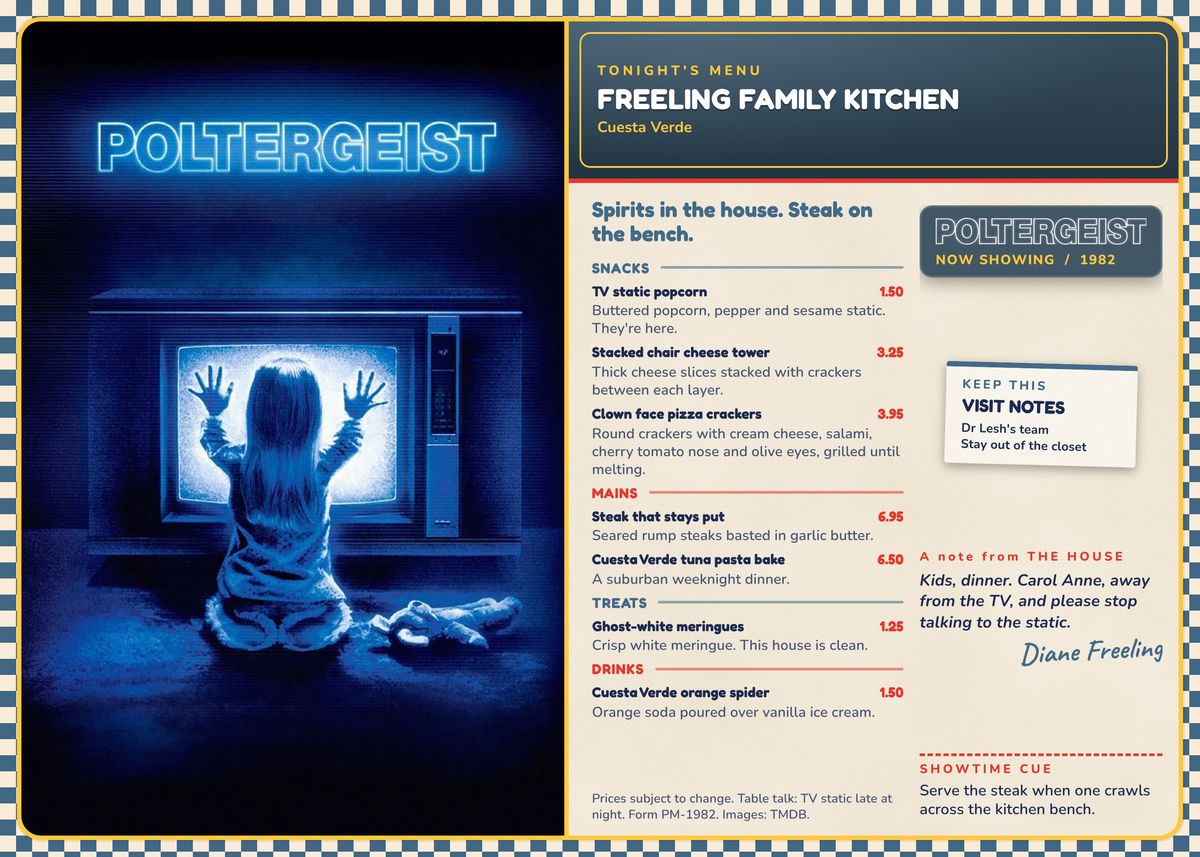 POLTERGEIST
TONIGHT'S MENU
FREELING FAMILY KITCHEN
Cuesta Verde
Spirits in the house. Steak on
the bench.
SNACKS
TV static popcorn 1.50
Buttered popcorn, pepper and sesame static.
They're here.
Stacked chair cheese tower 3.25
Thick cheese slices stacked with crackers
between each layer.
Clown face pizza crackers 3.95
Round crackers with cream cheese, salami,
cherry tomato nose and olive eyes, grilled until
melting.
MAINS
Steak that stays put 6.95
Seared rump steaks basted in garlic butter.
Cuesta Verde tuna pasta bake 6.50
A suburban weeknight dinner.
TREATS
Ghost-white meringues 1.25
Crisp white meringue. This house is clean.
DRINKS
Cuesta Verde orange spider 1.50
Orange soda poured over vanilla ice cream.
Prices subject to change. Table talk: TV static late at
night. Form PM-1982. Images: TMDB.
POLTERGEIST
NOW SHOWING / 1982
KEEP THIS
VISIT NOTES
Dr Lesh's team
Stay out of the closet
A note from THE HOUSE
Kids, dinner. Carol Anne, away
from the TV, and please stop
talking to the static.
Diane Freeling
SHOWTIME CUE
Serve the steak when one crawls
across the kitchen bench.